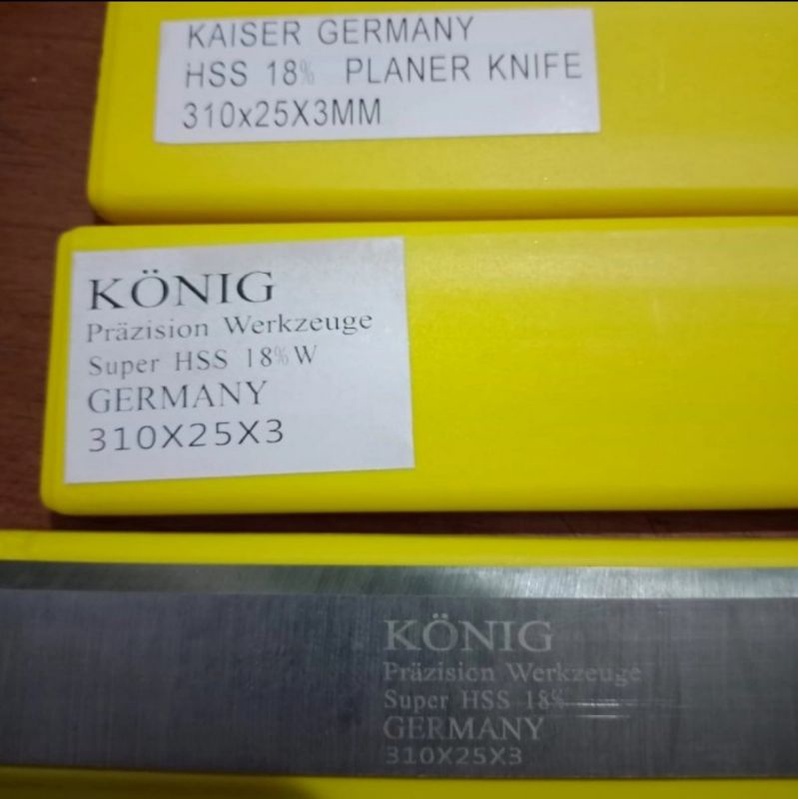 KAISER GERMANY
HSS 18% PLANER KNIFE
310x25X3MM
KÖNIG
Präzision Werkzeuge
Super HSS 18%W
GERMANY
310X25X3
KÖNIG
Präzision Werkzeuge
Super HSS 18%
GERMANY
310X25X3